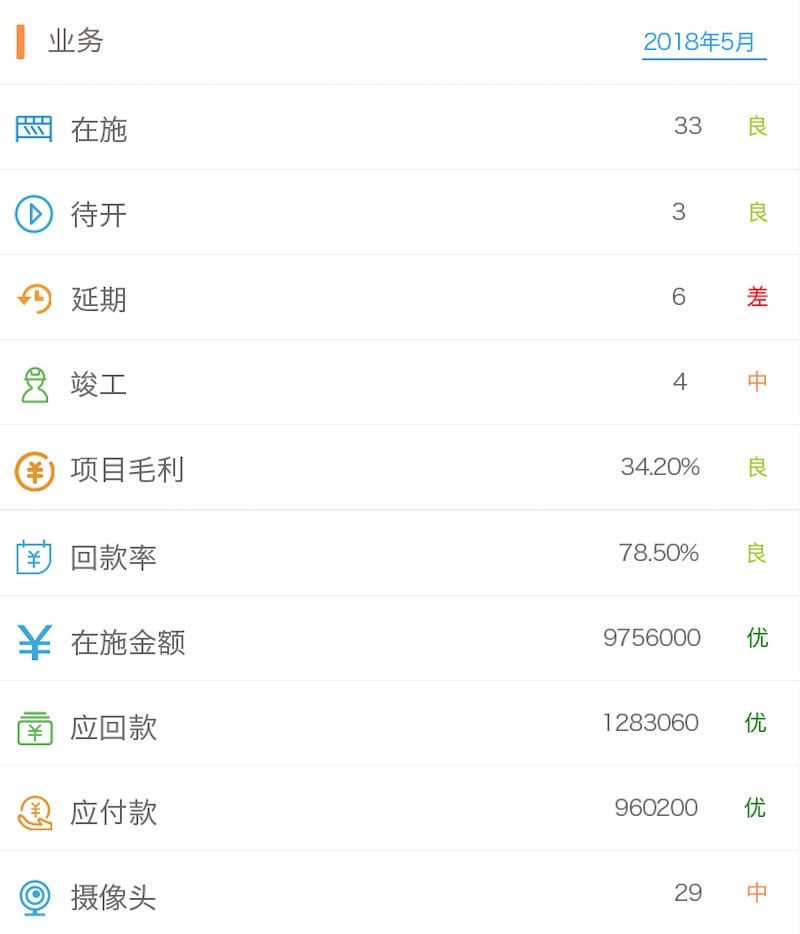 业务 2018年5月
在施 33 良
待开 3 良
延期 6 差
竣工 4 中
项目毛利 34.20% 良
回款率 78.50% 良
在施金额 9756000 优
应回款 1283060 优
应付款 960200 优
摄像头 29 中